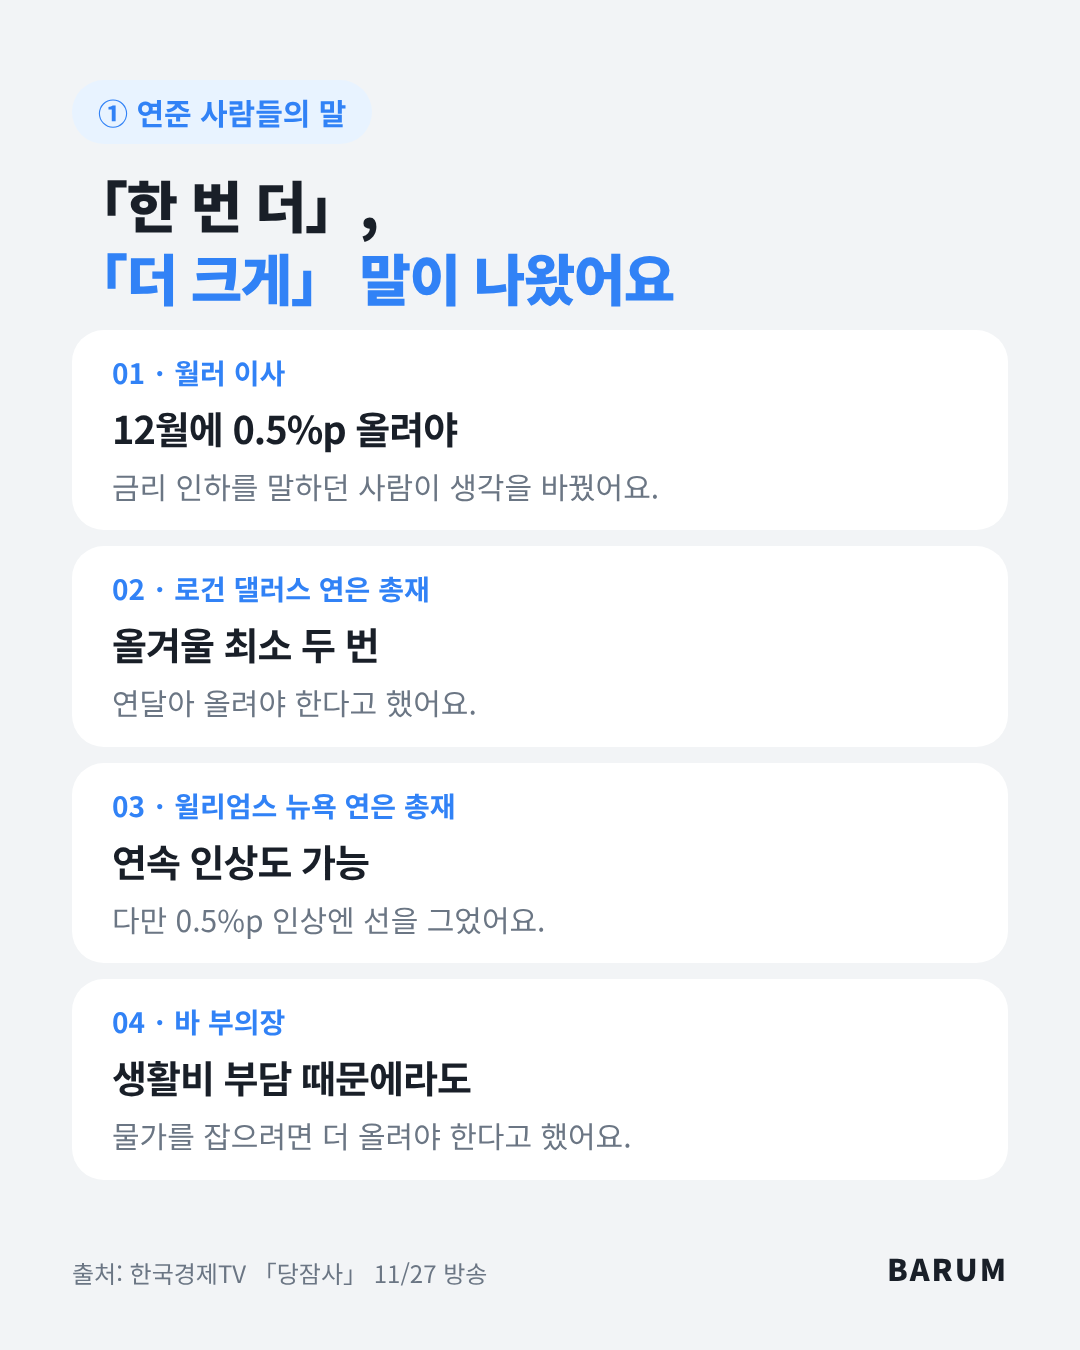 ① 연준 사람들의 말
「한 번 더」,
「더 크게」 말이 나왔어요
01 · 월러 이사
12월에 0.5%p 올려야
금리 인하를 말하던 사람이 생각을 바꿨어요.
02 · 로건 댈러스 연은 총재
올겨울 최소 두 번
연달아 올려야 한다고 했어요.
03 · 윌리엄스 뉴욕 연은 총재
연속 인상도 가능
다만 0.5%p 인상엔 선을 그었어요.
04 · 바 부의장
생활비 부담 때문에라도
물가를 잡으려면 더 올려야 한다고 했어요.
출처: 한국경제TV 「당잠사」 11/27 방송
BARUM